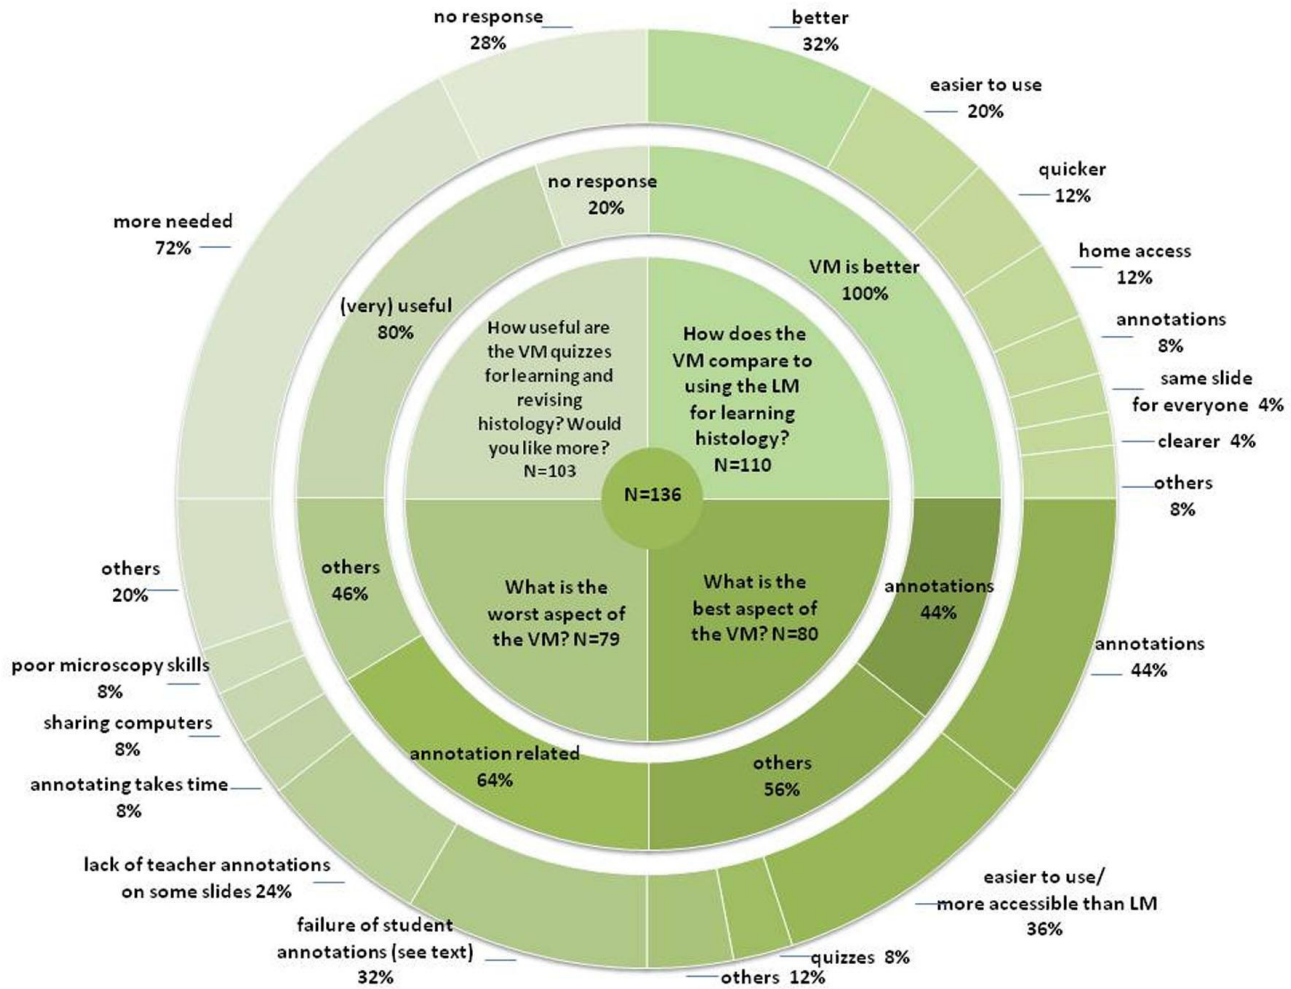 no response
28%
better
32%
easier to use
20%
quicker
12%
home access
12%
annotations
8%
same slide
for everyone 4%
clearer 4%
others
8%
annotations
44%
easier to use/
more accessible than LM
36%
quizzes 8%
others 12%
failure of student
annotations (see text)
32%
lack of teacher annotations
on some slides 24%
annotating takes time
8%
sharing computers
8%
poor microscopy skills
8%
others
20%
more needed
72%
no response
20%
VM is better
100%
annotations
44%
others
56%
annotation related
64%
others
46%
(very) useful
80%
How useful are
the VM quizzes
for learning and
revising
histology? Would
you like more?
N=103
How does the
VM compare to
using the LM
for learning
histology?
N=110
N=136
What is the
worst aspect of
the VM? N=79
What is the
best aspect of
the VM? N=80